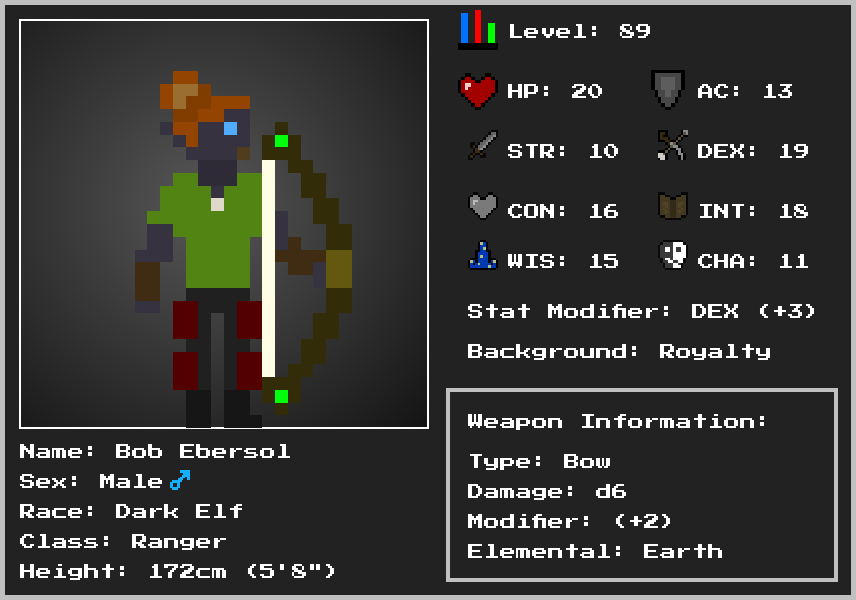 Level: 89
HP: 20
AC: 13
STR: 10
DEX: 19
CON: 16
INT: 18
WIS: 15
CHA: 11
Stat Modifier: DEX (+3)
Background: Royalty
Weapon Information:
Type: Bow
Damage: d6
Modifier: (+2)
Elemental: Earth
Name: Bob Ebersol
Sex: Male ♂
Race: Dark Elf
Class: Ranger
Height: 172cm (5'8")